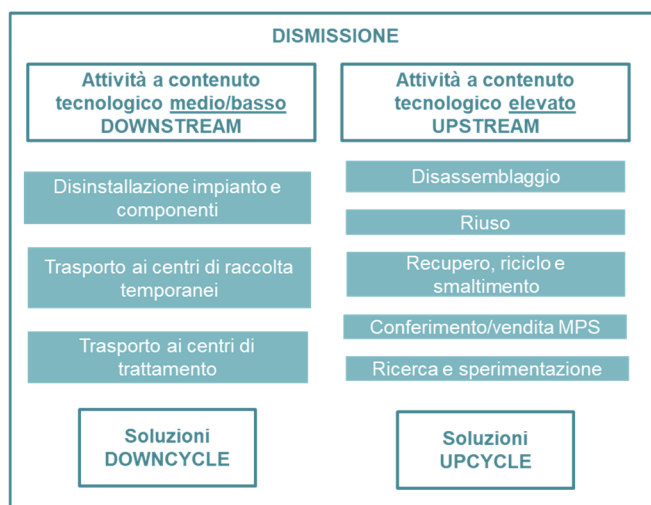 DISMISSIONE
Attività a contenuto
tecnologico medio/basso
DOWNSTREAM
Disinstallazione impianto e
componenti
Trasporto ai centri di raccolta
temporanei
Trasporto ai centri di
trattamento
Soluzioni
DOWNCYCLE
Attività a contenuto
tecnologico elevato
UPSTREAM
Disassemblaggio
Riuso
Recupero, riciclo e
smaltimento
Conferimento/vendita MPS
Ricerca e sperimentazione
Soluzioni
UPCYCLE